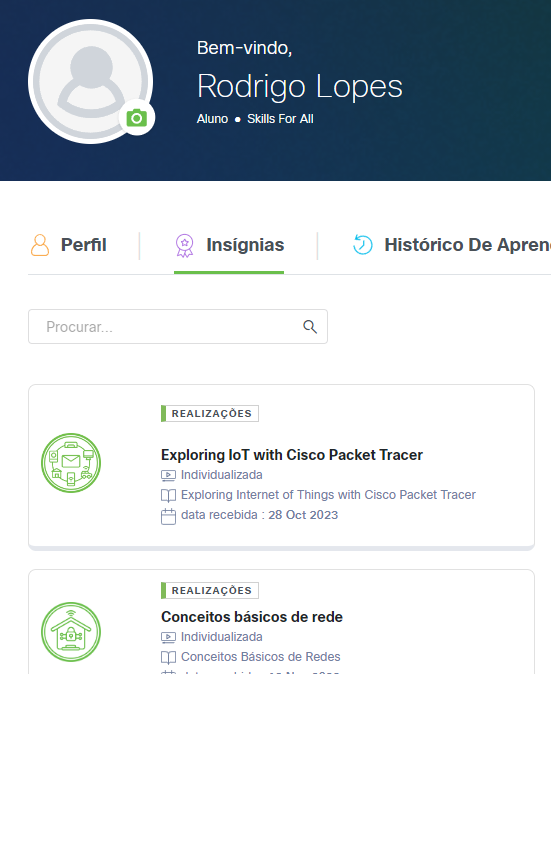 Bem-vindo,
Rodrigo Lopes
Aluno • Skills For All
Perfil
Insígnias
Histórico De Apren
Procurar...
REALIZAÇÕES
Exploring IoT with Cisco Packet Tracer
Individualizada
Exploring Internet of Things with Cisco Packet Tracer
data recebida : 28 Oct 2023
REALIZAÇÕES
Conceitos básicos de rede
Individualizada
Conceitos Básicos de Redes